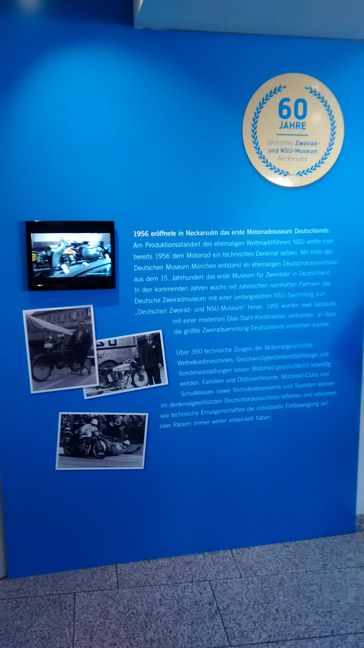 60
JAHRE
Deutsches Zweirad-
und NSU-Museum
Neckarsulm
1956 eröffnete in Neckarsulm das erste Motorradmuseum Deutschlands.
Am Produktionsstandort des ehemaligen Weltmarktführers NSU wollte man
bereits 1956 dem Motorrad ein technisches Denkmal setzen. Mit Hilfe des
Deutschen Museum München entstand im ehemaligen Deutschordensschloss
aus dem 15. Jahrhundert das erste Museum für Zweiräder in Deutschland.
In den kommenden Jahren wuchs mit zahlreichen namhaften Partnern das
Deutsche Zweiradmuseum mit einer umfangreichen NSU Sammlung zum
„Deutschen Zweirad- und NSU-Museum“ heran. 1991 wurden zwei Gebäude
mit einer modernen Glas-Stahl-Konstruktion verbunden, so dass
die größte Zweiradsammlung Deutschlands entstehen konnte.
Über 350 technische Zeugen der Motorradgeschichte,
Weltrekordmaschinen, Geschwindigkeitsrekordfahrzeuge und
Sonderausstellungen lassen Motorrad-geschichte(n) lebendig
werden. Familien und Oldtimerfreunde, Motorrad-Clubs und
Schulklassen sowie Technikinteressierte und Touristen können
im denkmalgeschützten Deutschordensschloss erfahren und erkunden,
wie technische Errungenschaften die individuelle Fortbewegung auf
zwei Rädern immer weiter entwickelt haben.